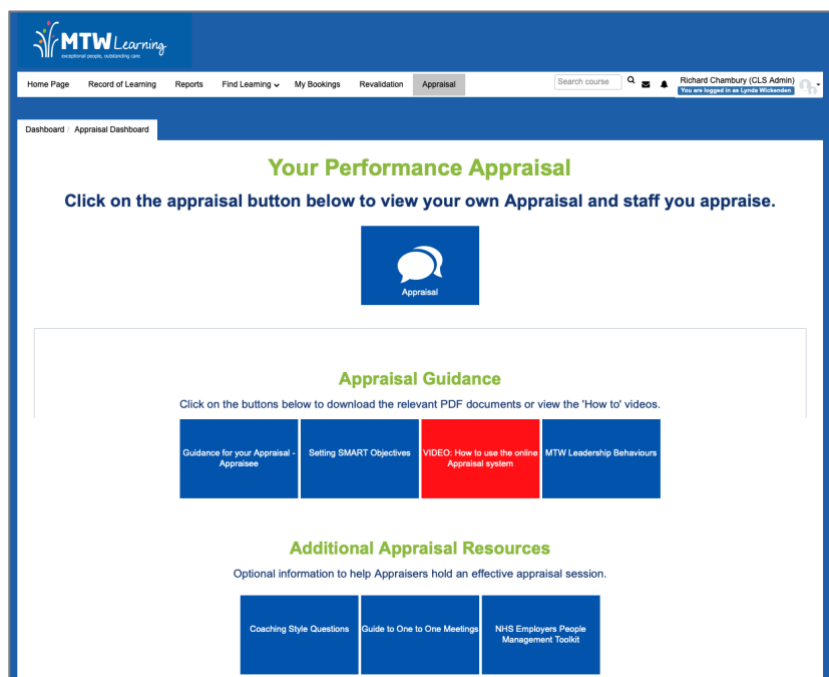 MTW Learning
exceptional people, outstanding care
Home Page Record of Learning Reports Find Learning My Bookings Revalidation Appraisal Search course Richard Chambury (CLS Admin)
You are logged in as Lynda Wickenden
Dashboard / Appraisal Dashboard
Your Performance Appraisal
Click on the appraisal button below to view your own Appraisal and staff you appraise.
Appraisal
Appraisal Guidance
Click on the buttons below to download the relevant PDF documents or view the 'How to' videos.
Guidance for your Appraisal -
Appraisee
Setting SMART Objectives
VIDEO: How to use the online
Appraisal system
MTW Leadership Behaviours
Additional Appraisal Resources
Optional information to help Appraisers hold an effective appraisal session.
Coaching Style Questions
Guide to One to One Meetings
NHS Employers People
Management Toolkit